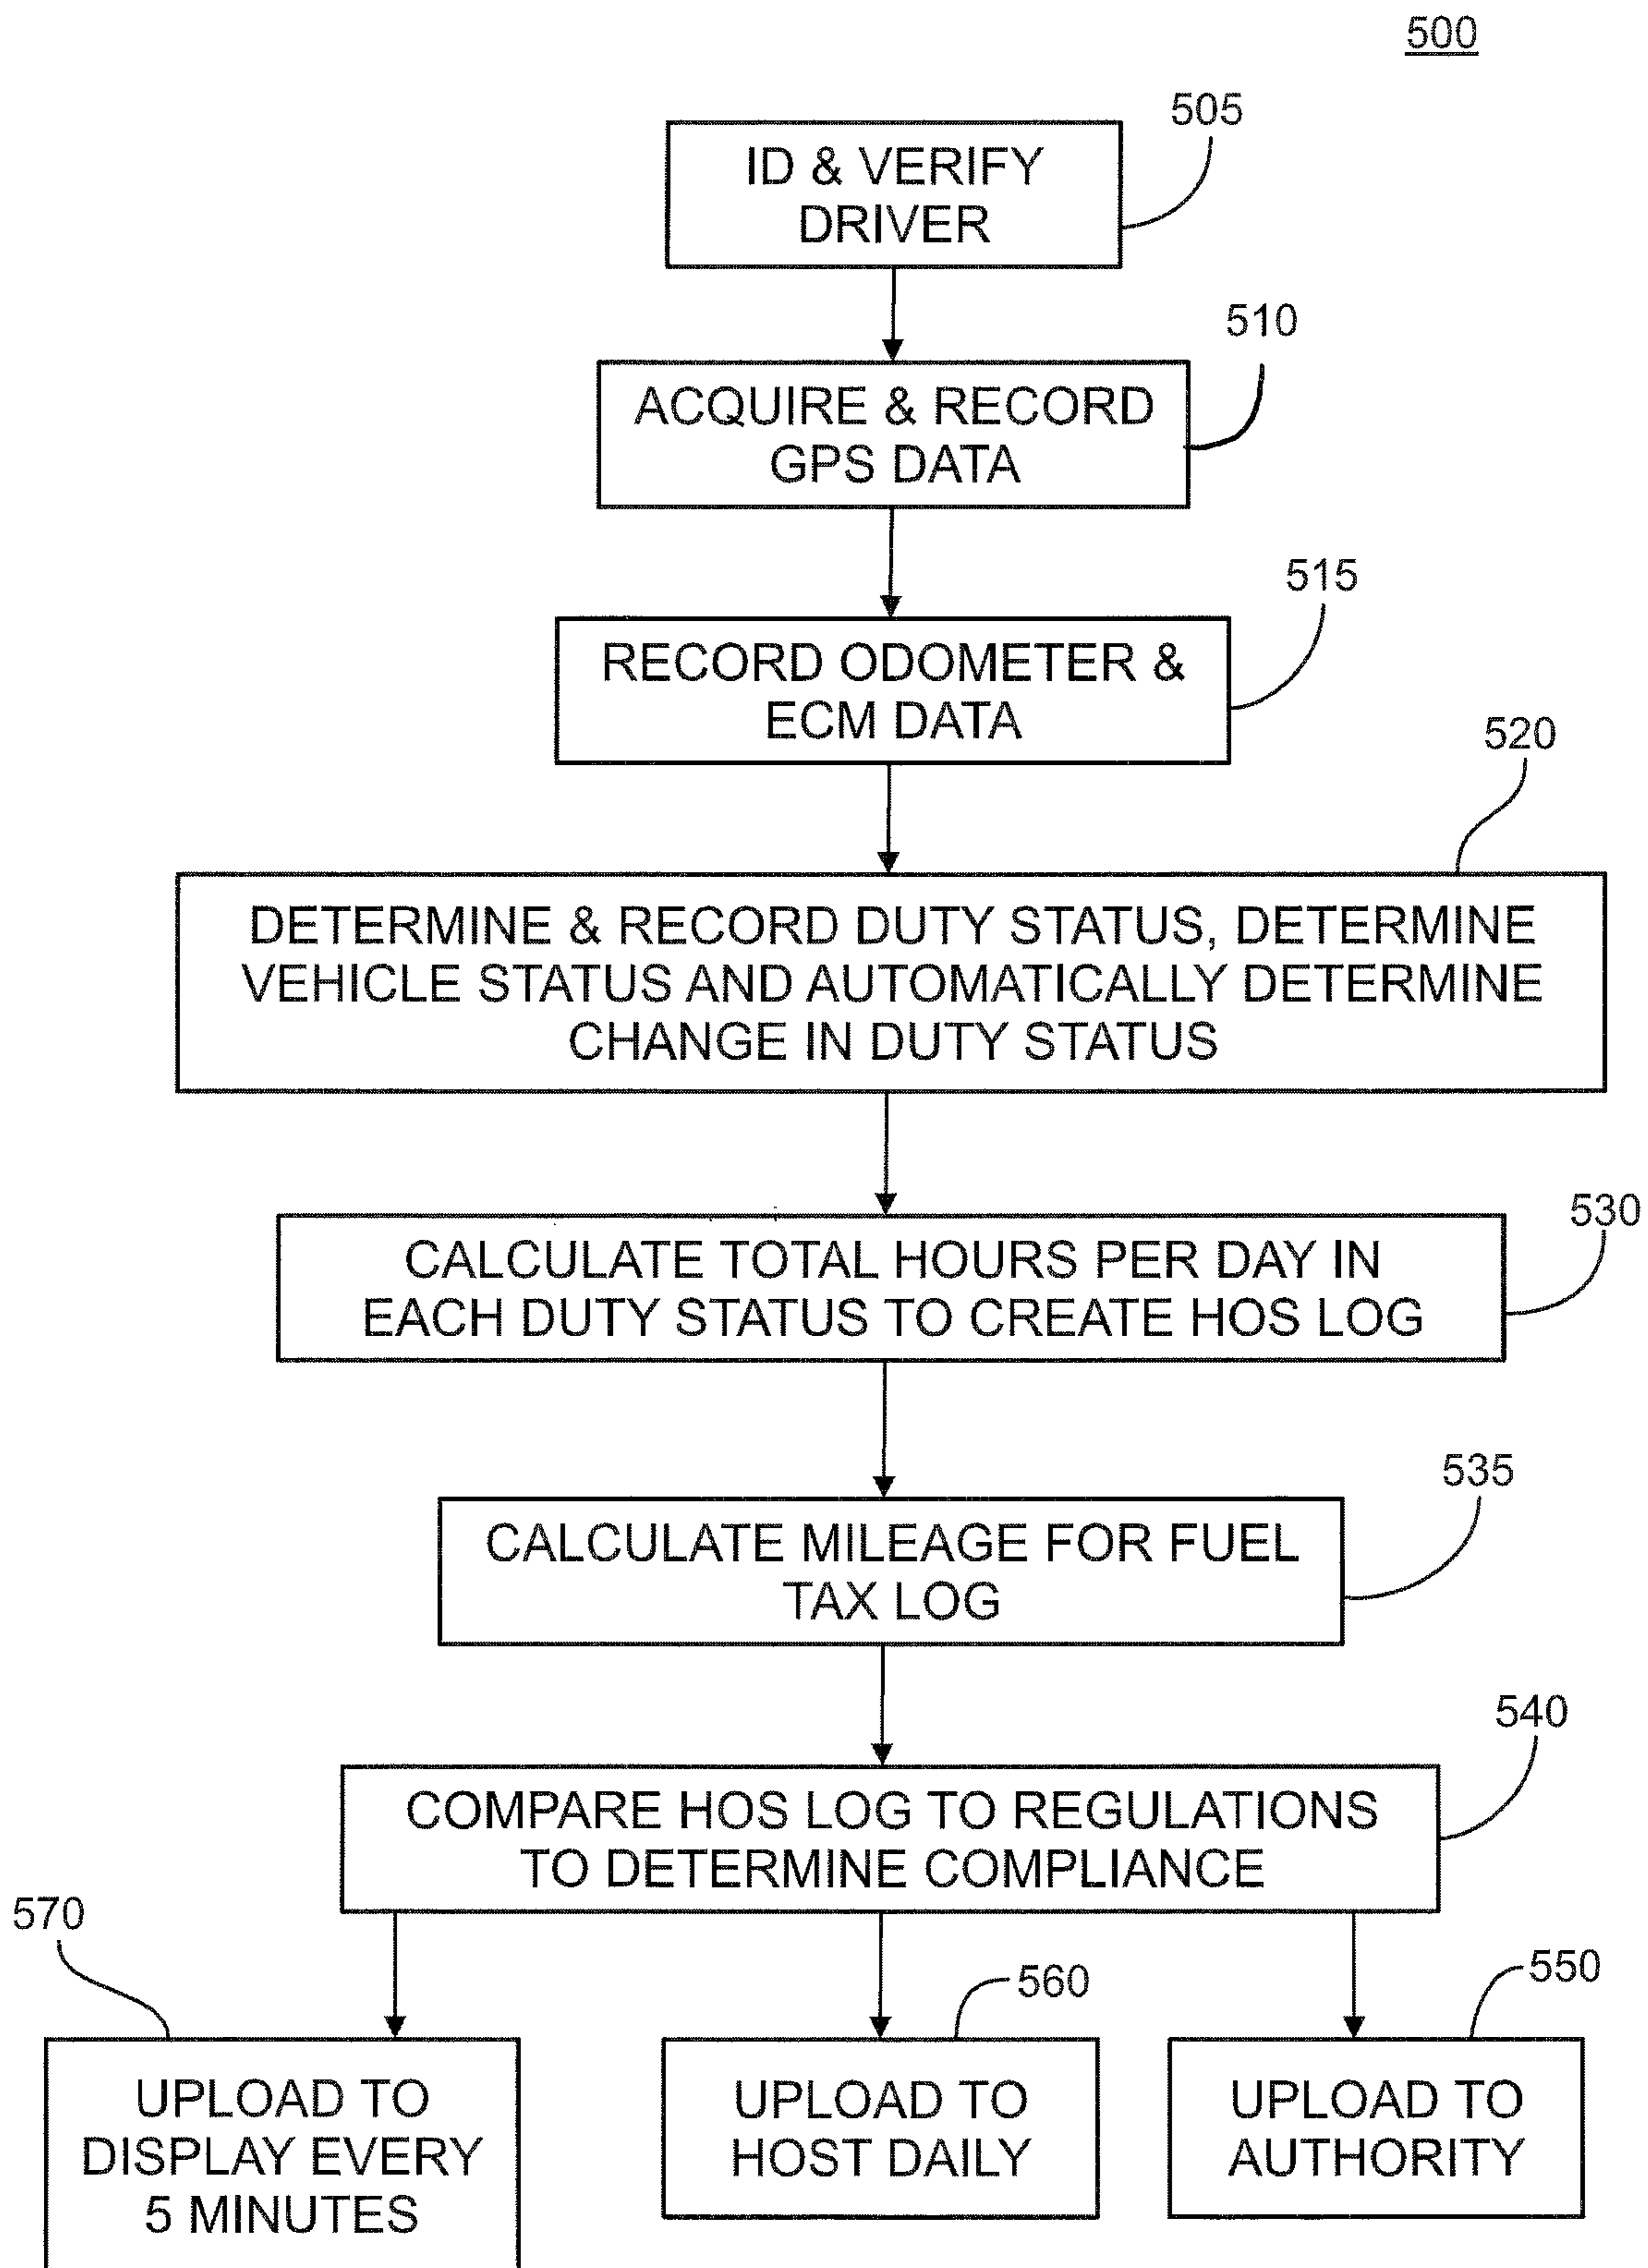 500
505
ID & VERIFY
DRIVER
510
ACQUIRE & RECORD
GPS DATA
515
RECORD ODOMETER &
ECM DATA
520
DETERMINE & RECORD DUTY STATUS, DETERMINE
VEHICLE STATUS AND AUTOMATICALLY DETERMINE
CHANGE IN DUTY STATUS
530
CALCULATE TOTAL HOURS PER DAY IN
EACH DUTY STATUS TO CREATE HOS LOG
535
CALCULATE MILEAGE FOR FUEL
TAX LOG
540
COMPARE HOS LOG TO REGULATIONS
TO DETERMINE COMPLIANCE
570
UPLOAD TO
DISPLAY EVERY
5 MINUTES
560
UPLOAD TO
HOST DAILY
550
UPLOAD TO
AUTHORITY